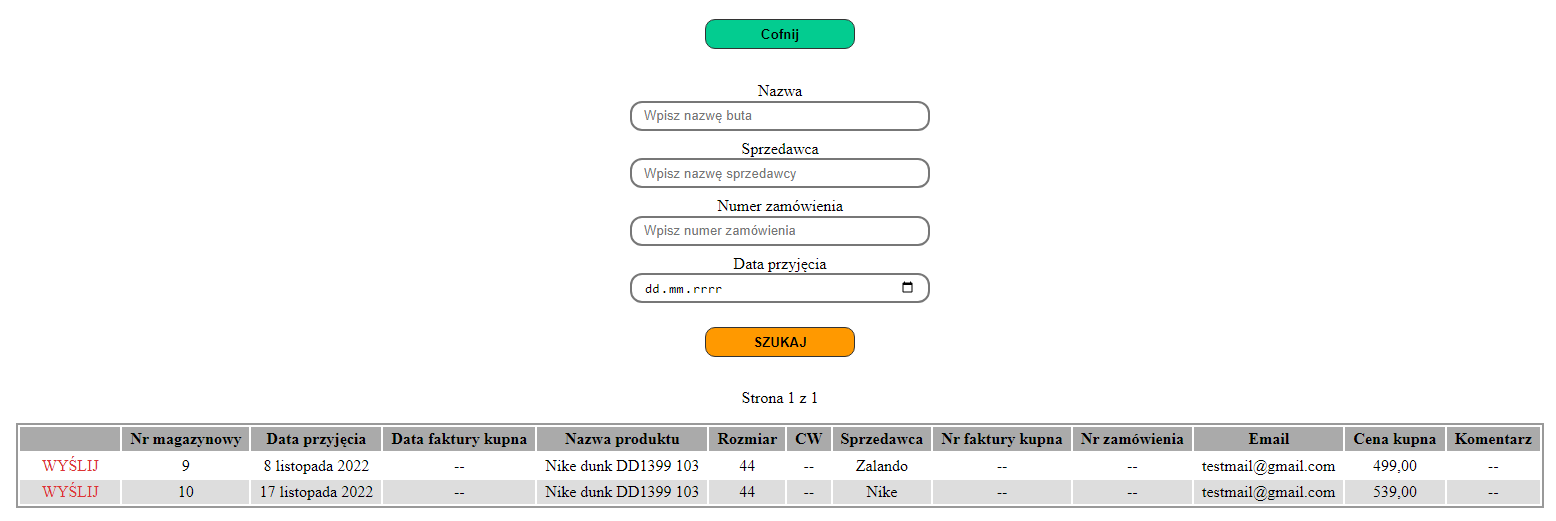 Cofnij
Nazwa
Wpisz nazwę buta
Sprzedawca
Wpisz nazwę sprzedawcy
Numer zamówienia
Wpisz numer zamówienia
Data przyjęcia
dd.mm.rrrr
SZUKAJ
Strona 1 z 1
Nr magazynowy Data przyjęcia Data faktury kupna Nazwa produktu Rozmiar CW Sprzedawca Nr faktury kupna Nr zamówienia Email Cena kupna Komentarz
WYŚLIJ 9 8 listopada 2022 -- Nike dunk DD1399 103 44 -- Zalando -- -- testmail@gmail.com 499,00 --
WYŚLIJ 10 17 listopada 2022 -- Nike dunk DD1399 103 44 -- Nike -- -- testmail@gmail.com 539,00 --